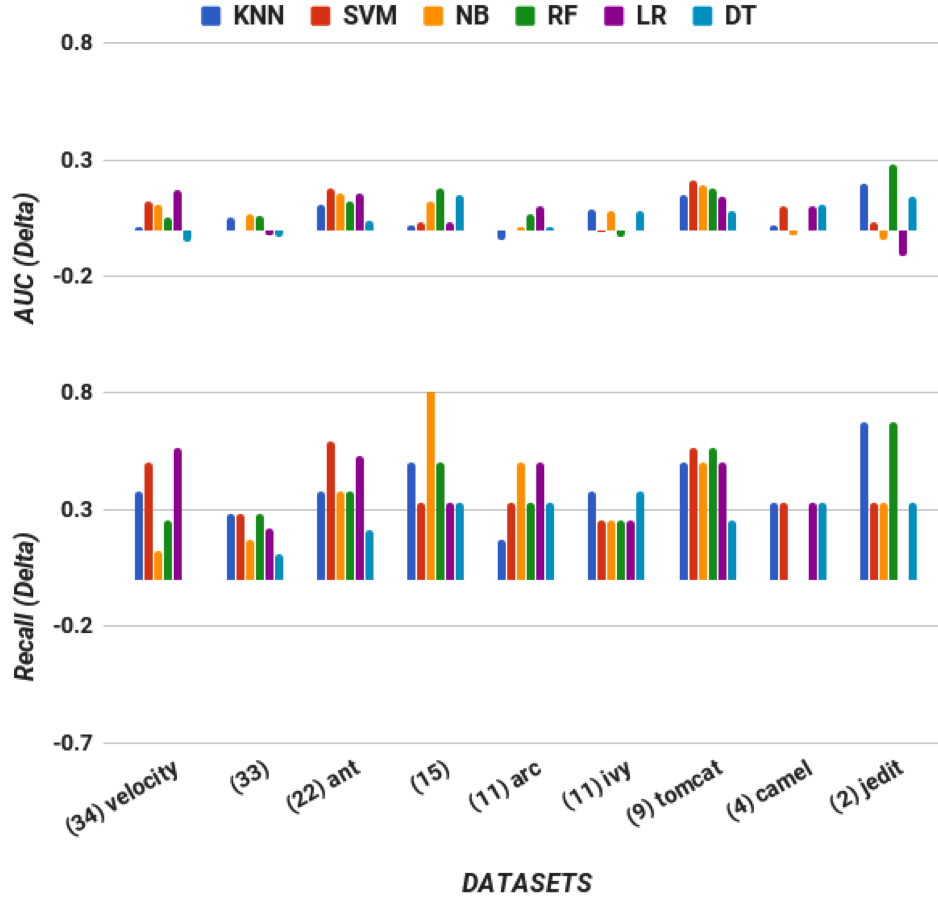 KNN SVM NB RF LR DT
0.8
0.3
-0.2
AUC (Delta)
0.8
0.3
-0.2
-0.7
Recall (Delta)
(34) velocity (33) (22) ant (15) (11) arc (11) ivy (9) tomcat (4) camel (2) jedit
DATASETS